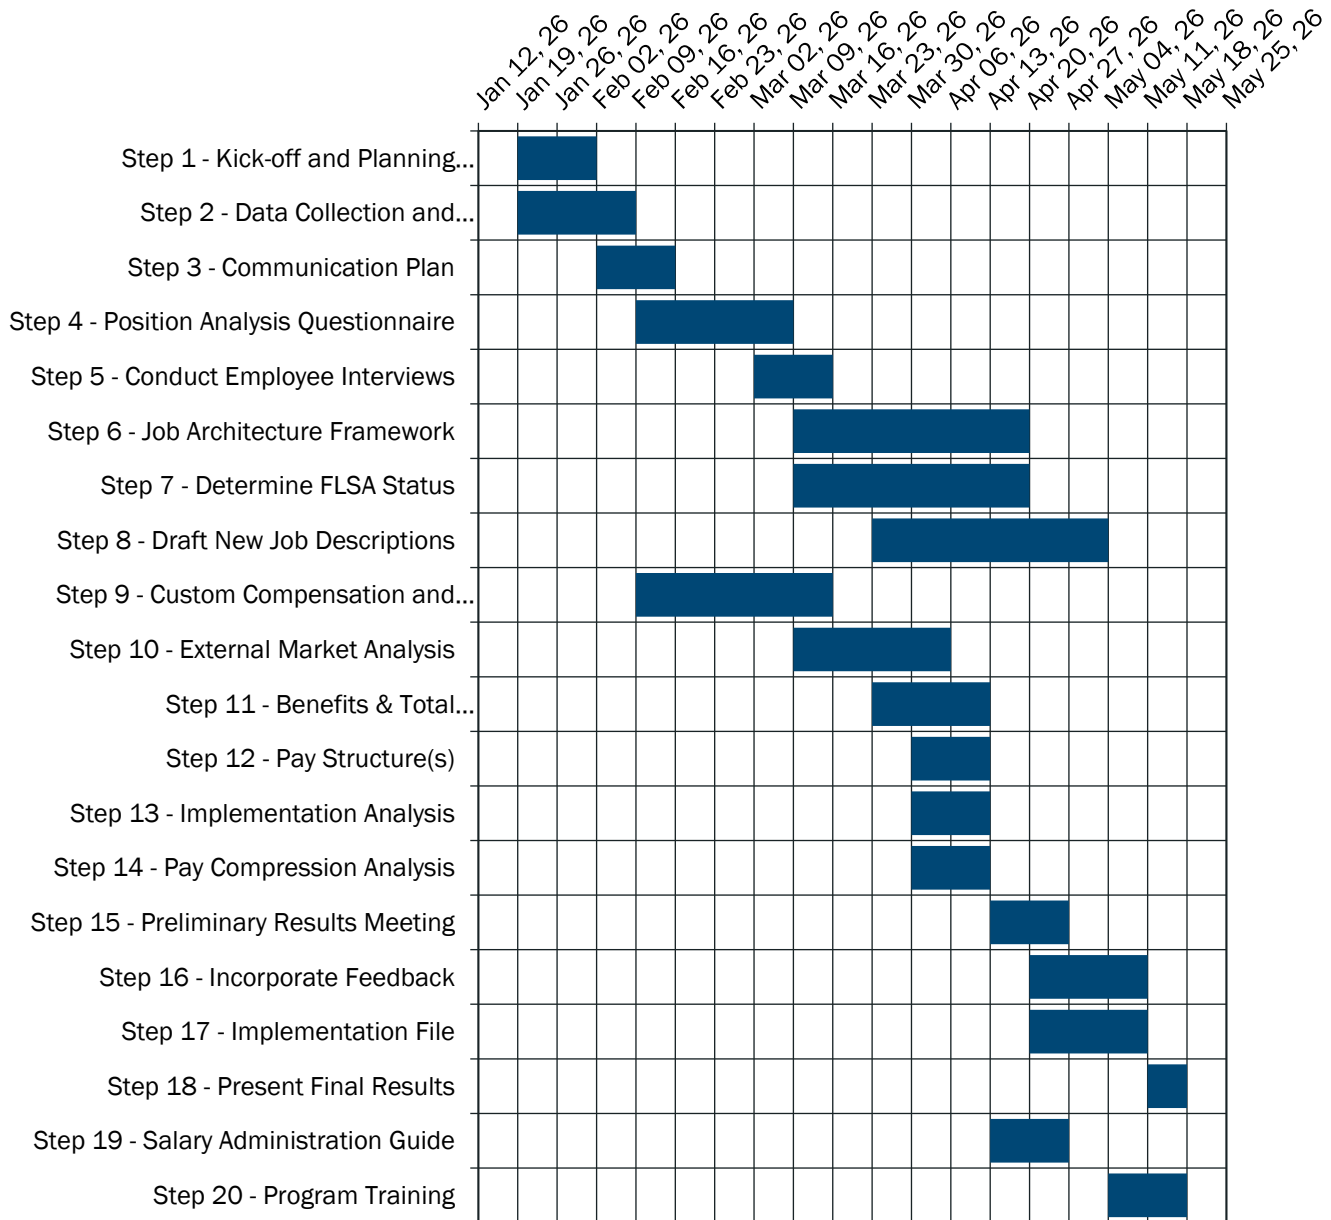 Jan 12, 26
Jan 19, 26
Jan 26, 26
Feb 02, 26
Feb 09, 26
Feb 16, 26
Feb 23, 26
Mar 02, 26
Mar 09, 26
Mar 16, 26
Mar 23, 26
Mar 30, 26
Apr 06, 26
Apr 13, 26
Apr 20, 26
Apr 27, 26
May 04, 26
May 11, 26
May 18, 26
May 25, 26
Step 1 - Kick-off and Planning...
Step 2 - Data Collection and...
Step 3 - Communication Plan
Step 4 - Position Analysis Questionnaire
Step 5 - Conduct Employee Interviews
Step 6 - Job Architecture Framework
Step 7 - Determine FLSA Status
Step 8 - Draft New Job Descriptions
Step 9 - Custom Compensation and...
Step 10 - External Market Analysis
Step 11 - Benefits & Total...
Step 12 - Pay Structure(s)
Step 13 - Implementation Analysis
Step 14 - Pay Compression Analysis
Step 15 - Preliminary Results Meeting
Step 16 - Incorporate Feedback
Step 17 - Implementation File
Step 18 - Present Final Results
Step 19 - Salary Administration Guide
Step 20 - Program Training